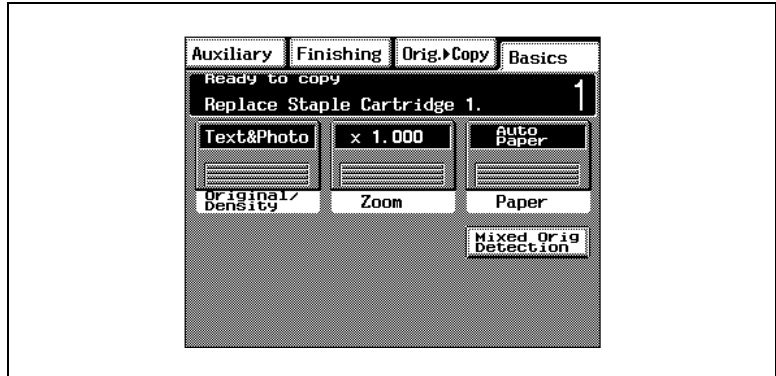 Auxiliary Finishing Orig.▸Copy Basics
Ready to copy
Replace Staple Cartridge 1. 1
Text&Photo x 1.000 Auto
Paper
Original/
Density Zoom Paper
Mixed Orig
Detection